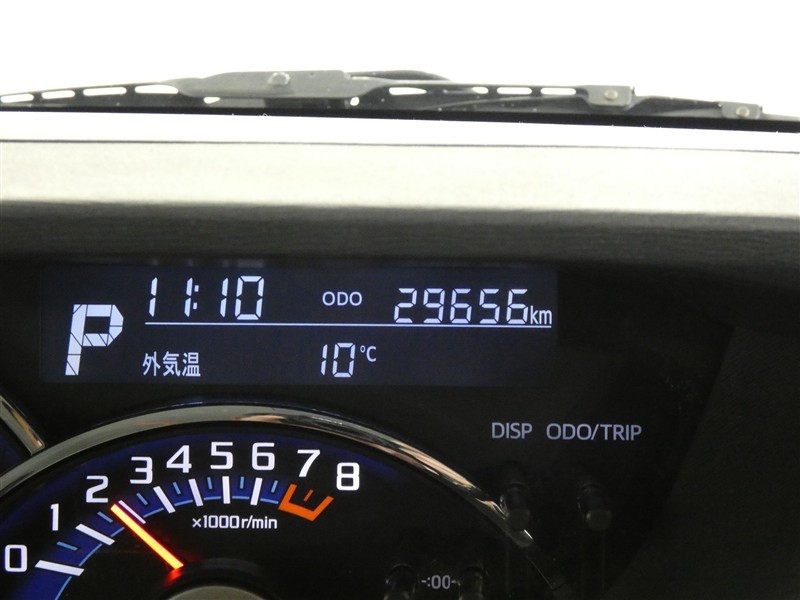 11:10 ODO 29656km
P
外気温 10℃
DISP ODO/TRIP
0 1 2 3 4 5 6 7 8
×1000r/min
-:00-